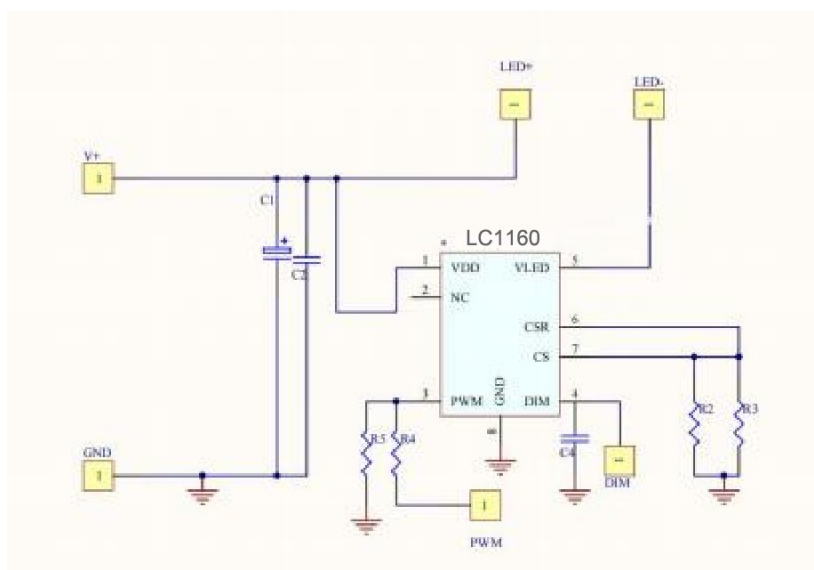 LED+
LED-
V+
1
C1
C2
LC1160
1 VDD VLED 5
2 NC
CSR 6
CS 7
3 PWM GND DIM 4
8
R5 R4
R2 R3
C4
GND
1
DIM
1
PWM